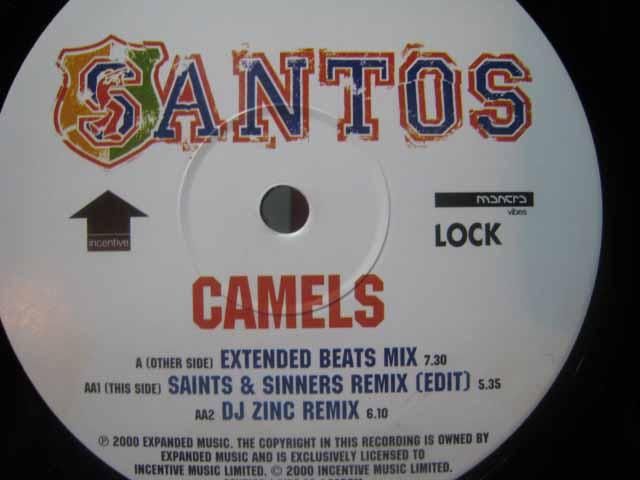 SANTOS
incentive
mantra
vibes
LOCK
CAMELS
A (OTHER SIDE) EXTENDED BEATS MIX 7.30
AA1 (THIS SIDE) SAINTS & SINNERS REMIX (EDIT) 5.35
AA2 DJ ZINC REMIX 6.10
℗ 2000 EXPANDED MUSIC. THE COPYRIGHT IN THIS RECORDING IS OWNED BY
EXPANDED MUSIC AND IS EXCLUSIVELY LICENSED TO
INCENTIVE MUSIC LIMITED. © 2000 INCENTIVE MUSIC LIMITED.